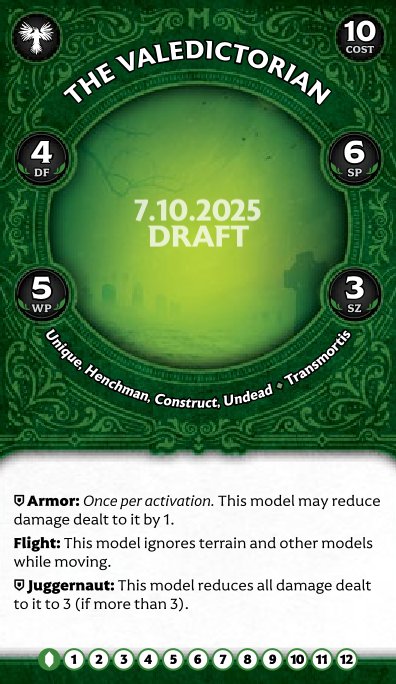 10
COST
THE VALEDICTORIAN
4
DF
6
SP
7.10.2025
DRAFT
5
WP
3
SZ
Unique, Henchman, Construct, Undead • Transmortis
Armor: Once per activation. This model may reduce
damage dealt to it by 1.
Flight: This model ignores terrain and other models
while moving.
Juggernaut: This model reduces all damage dealt
to it to 3 (if more than 3).
1 2 3 4 5 6 7 8 9 10 11 12